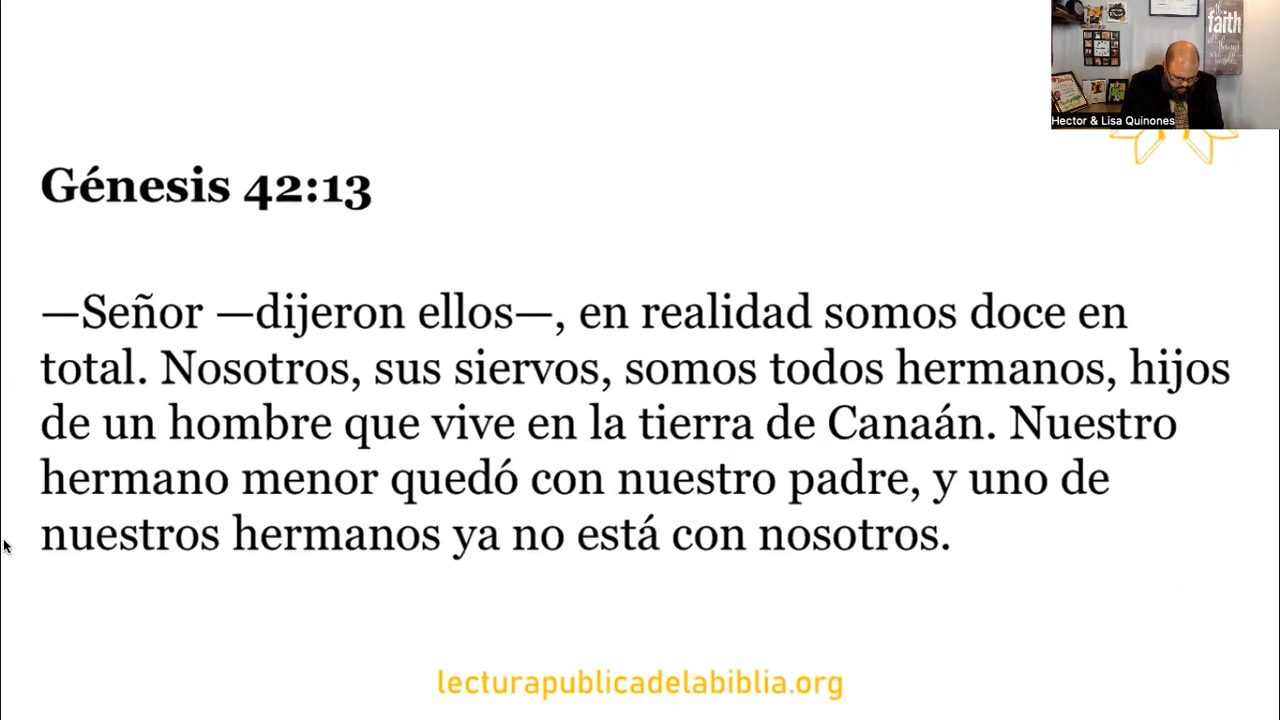 faith
Hector & Lisa Quinones
Génesis 42:13
—Señor —dijeron ellos—, en realidad somos doce en
total. Nosotros, sus siervos, somos todos hermanos, hijos
de un hombre que vive en la tierra de Canaán. Nuestro
hermano menor quedó con nuestro padre, y uno de
nuestros hermanos ya no está con nosotros.
lecturapublicadelabiblia.org